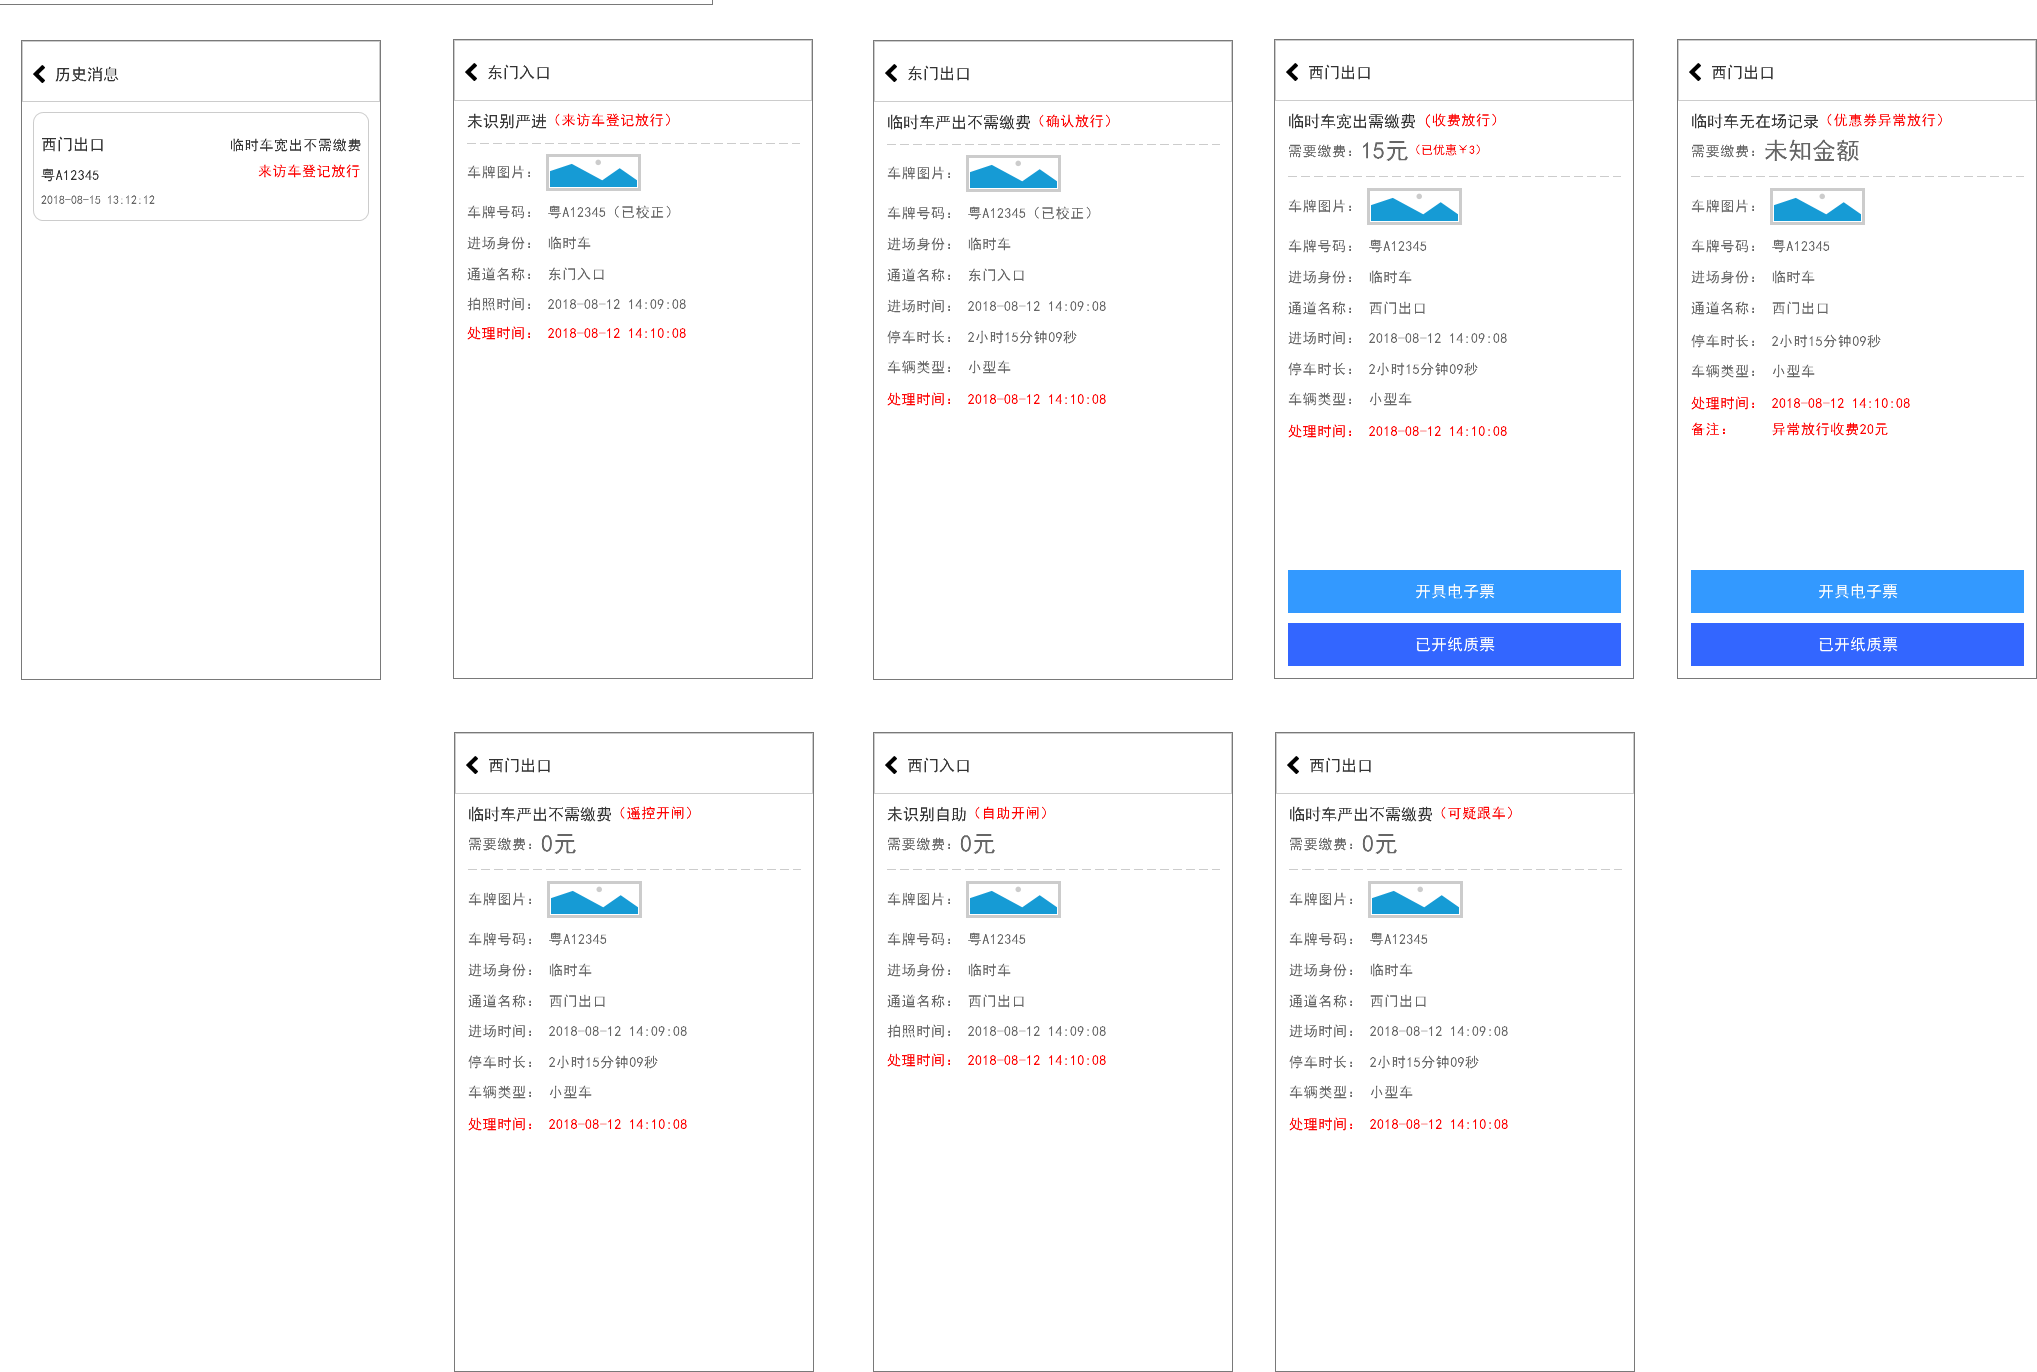 历史消息
西门出口
临时车宽出不需缴费
粤A12345
来访车登记放行
2018-08-15 13:12:12
东门入口
未识别严进（来访车登记放行）
车牌图片：
车牌号码： 粤A12345（已校正）
进场身份： 临时车
通道名称： 东门入口
拍照时间： 2018-08-12 14:09:08
处理时间： 2018-08-12 14:10:08
东门出口
临时车严出不需缴费（确认放行）
车牌图片：
车牌号码： 粤A12345（已校正）
进场身份： 临时车
通道名称： 东门入口
进场时间： 2018-08-12 14:09:08
停车时长： 2小时15分钟09秒
车辆类型： 小型车
处理时间： 2018-08-12 14:10:08
西门出口
临时车宽出需缴费（收费放行）
需要缴费：15元（已优惠¥3）
车牌图片：
车牌号码： 粤A12345
进场身份： 临时车
通道名称： 西门出口
进场时间： 2018-08-12 14:09:08
停车时长： 2小时15分钟09秒
车辆类型： 小型车
处理时间： 2018-08-12 14:10:08
开具电子票
已开纸质票
西门出口
临时车无在场记录（优惠券异常放行）
需要缴费：未知金额
车牌图片：
车牌号码： 粤A12345
进场身份： 临时车
通道名称： 西门出口
停车时长： 2小时15分钟09秒
车辆类型： 小型车
处理时间： 2018-08-12 14:10:08
备注： 异常放行收费20元
开具电子票
已开纸质票
西门出口
临时车严出不需缴费（遥控开闸）
需要缴费：0元
车牌图片：
车牌号码： 粤A12345
进场身份： 临时车
通道名称： 西门出口
进场时间： 2018-08-12 14:09:08
停车时长： 2小时15分钟09秒
车辆类型： 小型车
处理时间： 2018-08-12 14:10:08
西门入口
未识别自助（自助开闸）
需要缴费：0元
车牌图片：
车牌号码： 粤A12345
进场身份： 临时车
通道名称： 西门出口
拍照时间： 2018-08-12 14:09:08
处理时间： 2018-08-12 14:10:08
西门出口
临时车严出不需缴费（可疑跟车）
需要缴费：0元
车牌图片：
车牌号码： 粤A12345
进场身份： 临时车
通道名称： 西门出口
进场时间： 2018-08-12 14:09:08
停车时长： 2小时15分钟09秒
车辆类型： 小型车
处理时间： 2018-08-12 14:10:08